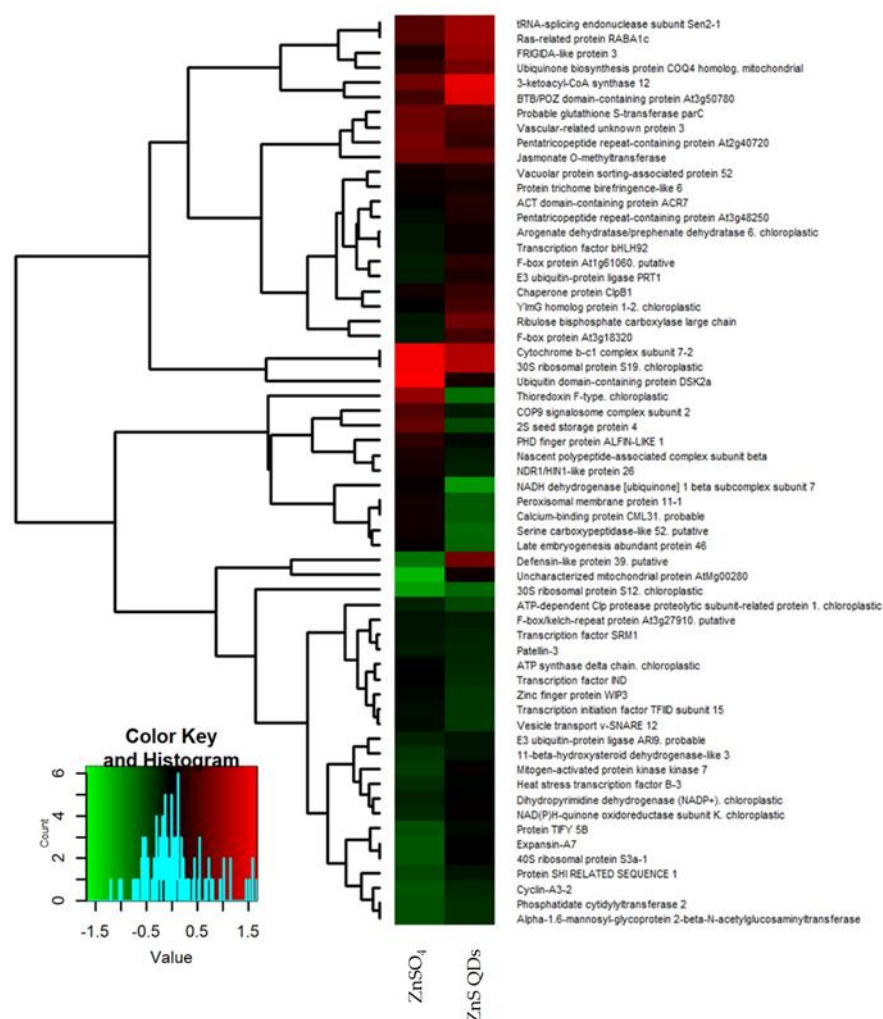 tRNA-splicing endonuclease subunit Sen2-1
Ras-related protein RABA1c
FRIGIDA-like protein 3
Ubiquinone biosynthesis protein COQ4 homolog. mitochondrial
3-ketoacyl-CoA synthase 12
BTB/POZ domain-containing protein At3g50780
Probable glutathione S-transferase parC
Vascular-related unknown protein 3
Pentatricopeptide repeat-containing protein At2g40720
Jasmonate O-methyltransferase
Vacuolar protein sorting-associated protein 52
Protein trichome birefringence-like 6
ACT domain-containing protein ACR7
Pentatricopeptide repeat-containing protein At3g48250
Arogenate dehydratase/prephenate dehydratase 6. chloroplastic
Transcription factor bHLH92
F-box protein At1g61060. putative
E3 ubiquitin-protein ligase PRT1
Chaperone protein ClpB1
YlmG homolog protein 1-2. chloroplastic
Ribulose bisphosphate carboxylase large chain
F-box protein At3g18320
Cytochrome b-c1 complex subunit 7-2
30S ribosomal protein S19. chloroplastic
Ubiquitin domain-containing protein DSK2a
Thioredoxin F-type. chloroplastic
COP9 signalosome complex subunit 2
2S seed storage protein 4
PHD finger protein ALFIN-LIKE 1
Nascent polypeptide-associated complex subunit beta
NDR1/HIN1-like protein 26
NADH dehydrogenase [ubiquinone] 1 beta subcomplex subunit 7
Peroxisomal membrane protein 11-1
Calcium-binding protein CML31. probable
Serine carboxypeptidase-like 52. putative
Late embryogenesis abundant protein 46
Defensin-like protein 39. putative
Uncharacterized mitochondrial protein AtMg00280
30S ribosomal protein S12. chloroplastic
ATP-dependent Clp protease proteolytic subunit-related protein 1. chloroplastic
F-box/kelch-repeat protein At3g27910. putative
Transcription factor SRM1
Patellin-3
ATP synthase delta chain. chloroplastic
Transcription factor IND
Zinc finger protein WIP3
Transcription initiation factor TFIID subunit 15
Vesicle transport v-SNARE 12
E3 ubiquitin-protein ligase ARI9. probable
11-beta-hydroxysteroid dehydrogenase-like 3
Mitogen-activated protein kinase kinase 7
Heat stress transcription factor B-3
Dihydropyrimidine dehydrogenase (NADP+). chloroplastic
NAD(P)H-quinone oxidoreductase subunit K. chloroplastic
Protein TIFY 5B
Expansin-A7
40S ribosomal protein S3a-1
Protein SHI RELATED SEQUENCE 1
Cyclin-A3-2
Phosphatidate cytidylyltransferase 2
Alpha-1.6-mannosyl-glycoprotein 2-beta-N-acetylglucosaminyltransferase
Color Key
and Histogram
Count
0 2 4 6
-1.5 -0.5 0.5 1.5
Value
ZnSO4
ZnS QDs